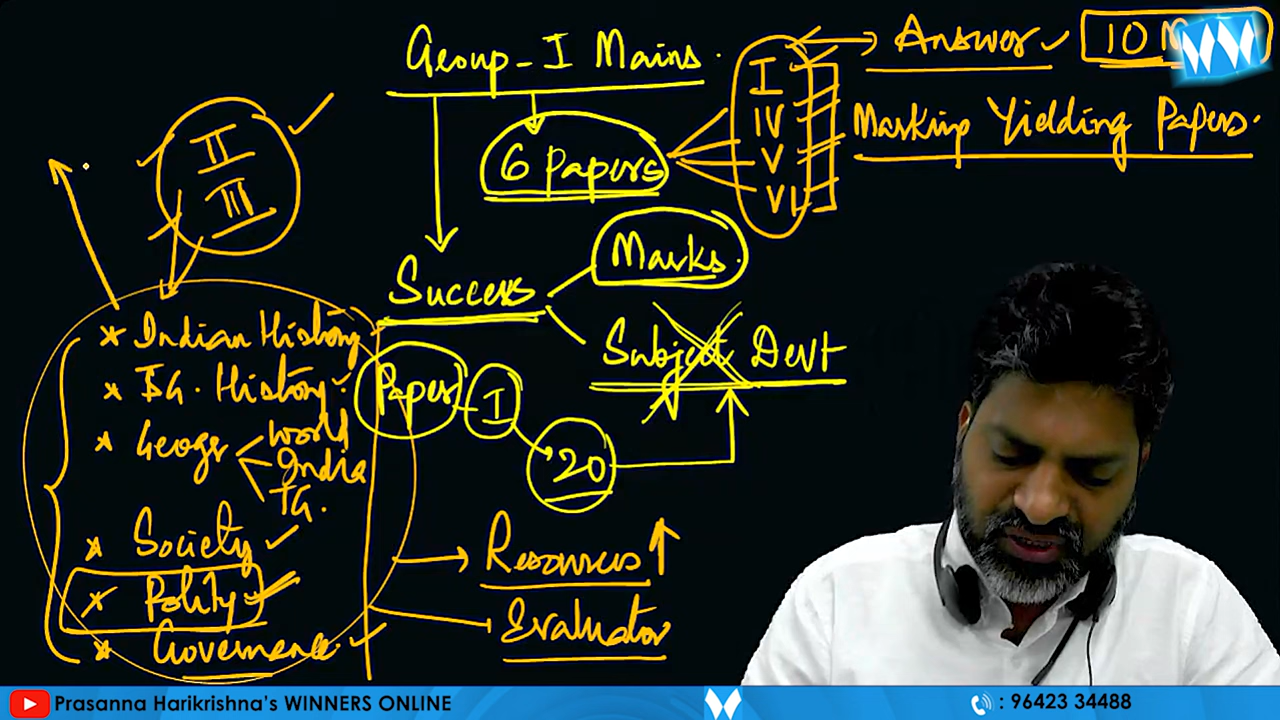 Group - I Mains.
→ Answer ✓ 10
I
IV
V
VI
Marking Yielding Papers.
6 Papers
II
III
Success
Marks.
Subject Devt
* Indian History
* TG. History
* Geogr
World
India
TG.
* Society
* Polity
* Governance
Paper - I
20
Resources ↑
Evaluator
Prasanna Harikrishna's WINNERS ONLINE
: 96423 34488